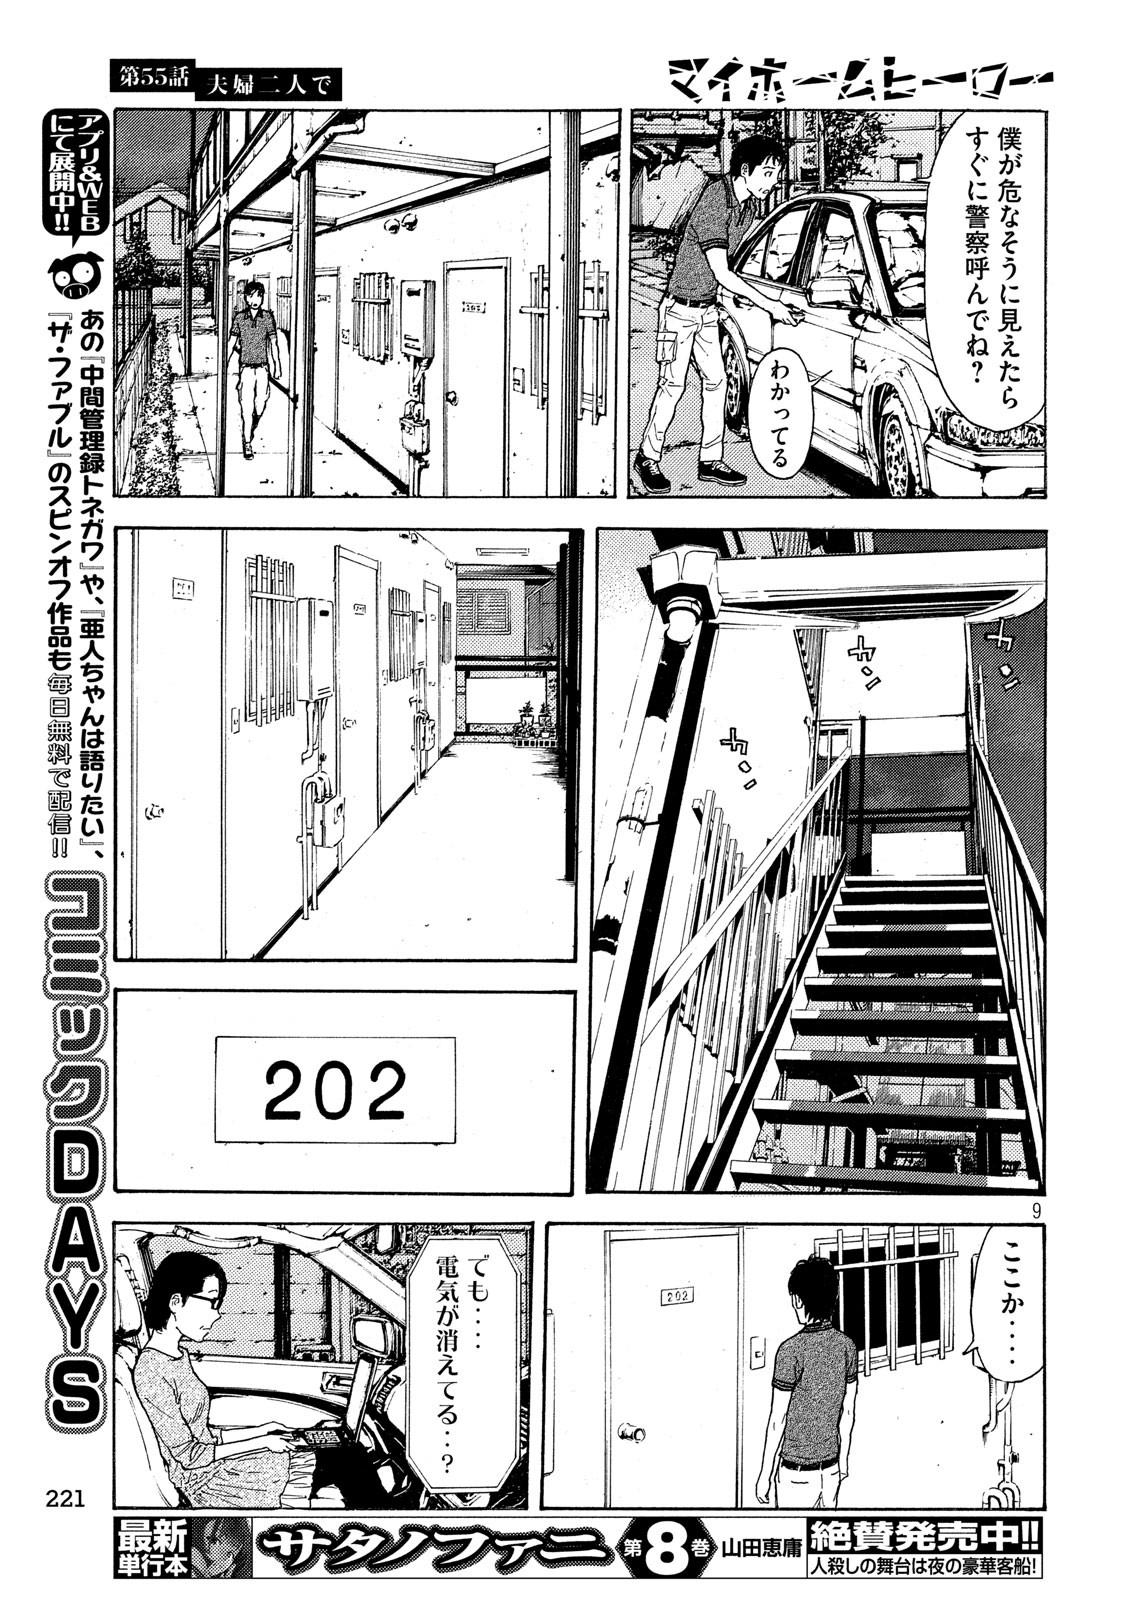 第55話
夫婦二人で
マイホームヒーロー
僕が危なそうに見えたら
すぐに警察呼んでね？
わかってる
カン
カン
カン
202
9
ここか‥‥
202
でも‥‥
電気が消えてる‥？
アプリ&WEB
にて展開中!!
あの『中間管理録トネガワ』や、『亜人ちゃんは語りたい』、
『ザ・ファブル』のスピンオフ作品も毎日無料で配信!!
コミックDAYS
221
最新
単行本
サタノファニ
第8巻
山田恵庸
絶賛発売中!!
人殺しの舞台は夜の豪華客船!